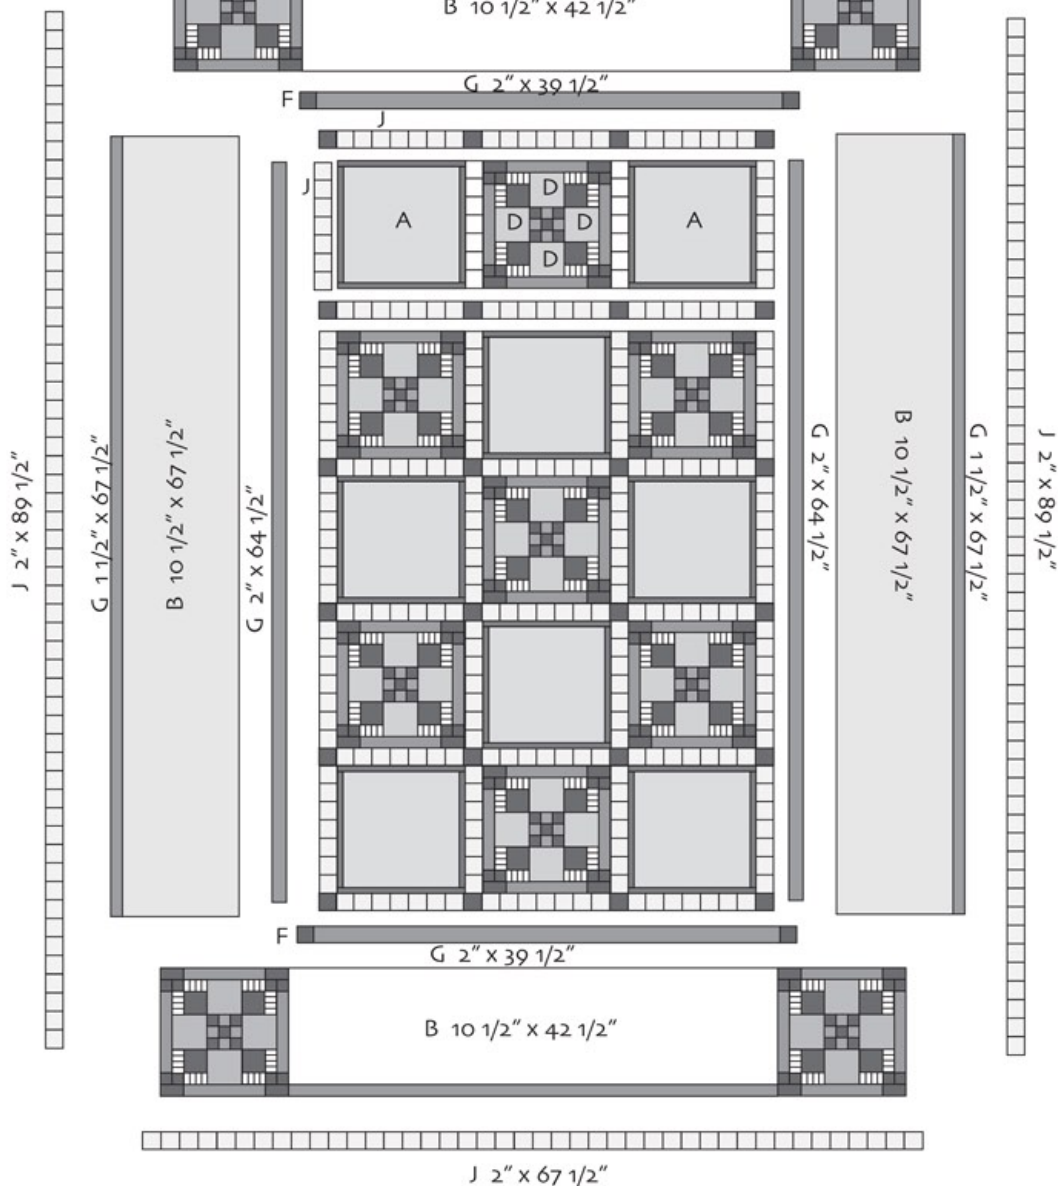 B 10 1/2" x 42 1/2"
G 2" x 39 1/2"
F
J
J
A
D
D
D
D
A
J 2" x 89 1/2"
G 1 1/2" x 67 1/2"
B 10 1/2" x 67 1/2"
G 2" x 64 1/2"
G 2" x 64 1/2"
B 10 1/2" x 67 1/2"
G 1 1/2" x 67 1/2"
J 2" x 89 1/2"
F
G 2" x 39 1/2"
B 10 1/2" x 42 1/2"
J 2" x 67 1/2"